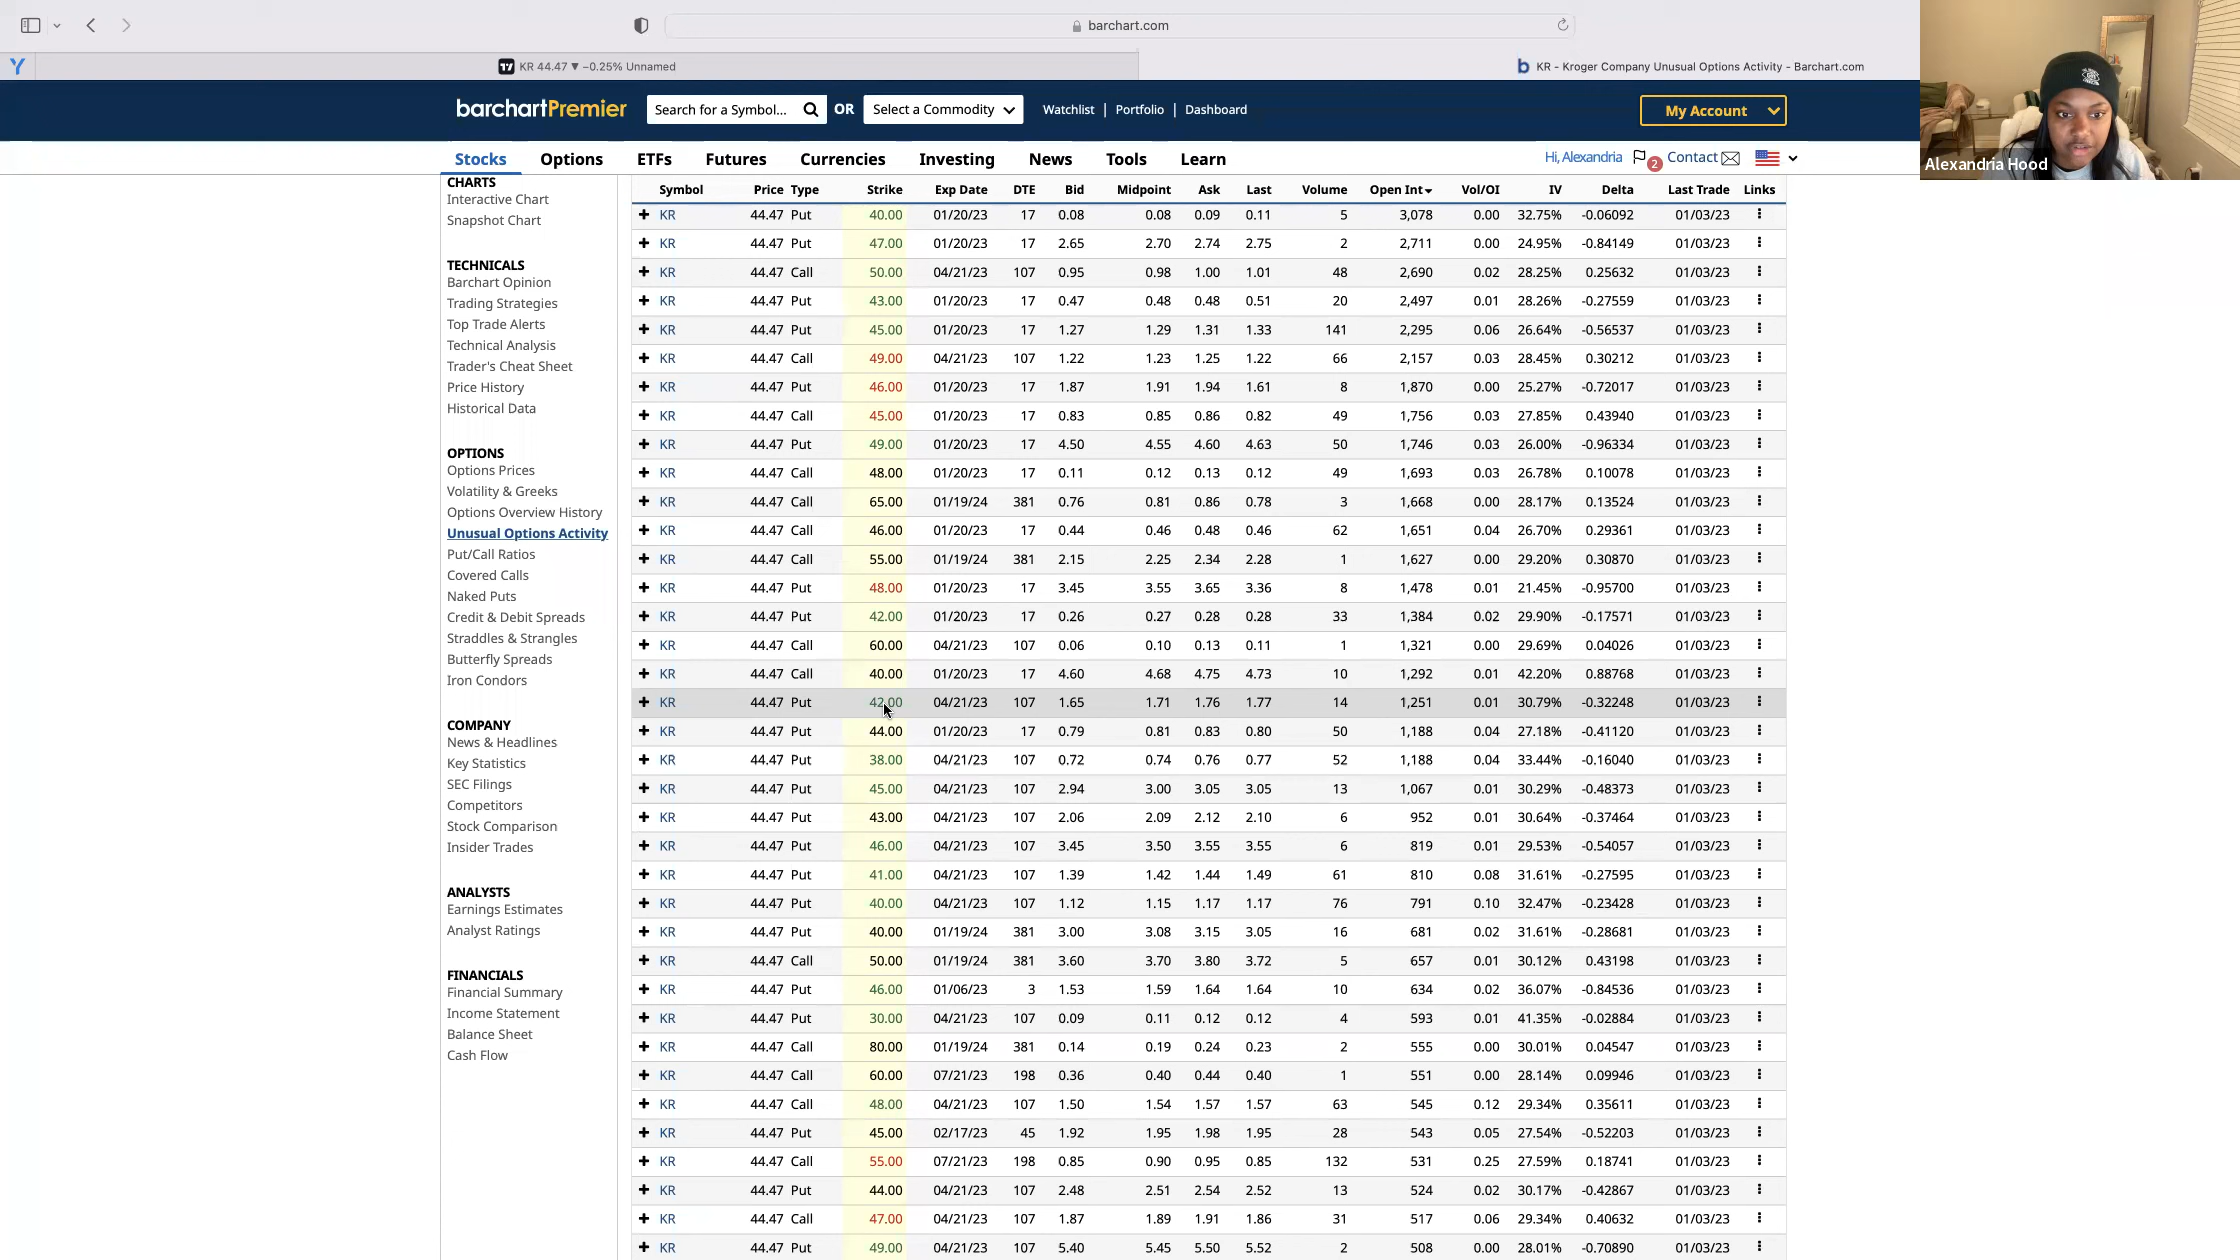 barchart.com
KR 44.47 ▼ −0.25% Unnamed
KR - Kroger Company Unusual Options Activity - Barchart.com
Alexandria Hood
barchartPremier
Search for a Symbol...
OR
Select a Commodity
Watchlist | Portfolio | Dashboard
My Account
Stocks Options ETFs Futures Currencies Investing News Tools Learn
Hi, Alexandria 2 Contact
CHARTS
Interactive Chart
Snapshot Chart
TECHNICALS
Barchart Opinion
Trading Strategies
Top Trade Alerts
Technical Analysis
Trader's Cheat Sheet
Price History
Historical Data
OPTIONS
Options Prices
Volatility & Greeks
Options Overview History
Unusual Options Activity
Put/Call Ratios
Covered Calls
Naked Puts
Credit & Debit Spreads
Straddles & Strangles
Butterfly Spreads
Iron Condors
COMPANY
News & Headlines
Key Statistics
SEC Filings
Competitors
Stock Comparison
Insider Trades
ANALYSTS
Earnings Estimates
Analyst Ratings
FINANCIALS
Financial Summary
Income Statement
Balance Sheet
Cash Flow
Symbol Price Type Strike Exp Date DTE Bid Midpoint Ask Last Volume Open Int Vol/OI IV Delta Last Trade Links
KR 44.47 Put 40.00 01/20/23 17 0.08 0.08 0.09 0.11 5 3,078 0.00 32.75% -0.06092 01/03/23
KR 44.47 Put 47.00 01/20/23 17 2.65 2.70 2.74 2.75 2 2,711 0.00 24.95% -0.84149 01/03/23
KR 44.47 Call 50.00 04/21/23 107 0.95 0.98 1.00 1.01 48 2,690 0.02 28.25% 0.25632 01/03/23
KR 44.47 Put 43.00 01/20/23 17 0.47 0.48 0.48 0.51 20 2,497 0.01 28.26% -0.27559 01/03/23
KR 44.47 Put 45.00 01/20/23 17 1.27 1.29 1.31 1.33 141 2,295 0.06 26.64% -0.56537 01/03/23
KR 44.47 Call 49.00 04/21/23 107 1.22 1.23 1.25 1.22 66 2,157 0.03 28.45% 0.30212 01/03/23
KR 44.47 Put 46.00 01/20/23 17 1.87 1.91 1.94 1.61 8 1,870 0.00 25.27% -0.72017 01/03/23
KR 44.47 Call 45.00 01/20/23 17 0.83 0.85 0.86 0.82 49 1,756 0.03 27.85% 0.43940 01/03/23
KR 44.47 Put 49.00 01/20/23 17 4.50 4.55 4.60 4.63 50 1,746 0.03 26.00% -0.96334 01/03/23
KR 44.47 Call 48.00 01/20/23 17 0.11 0.12 0.13 0.12 49 1,693 0.03 26.78% 0.10078 01/03/23
KR 44.47 Call 65.00 01/19/24 381 0.76 0.81 0.86 0.78 3 1,668 0.00 28.17% 0.13524 01/03/23
KR 44.47 Call 46.00 01/20/23 17 0.44 0.46 0.48 0.46 62 1,651 0.04 26.70% 0.29361 01/03/23
KR 44.47 Call 55.00 01/19/24 381 2.15 2.25 2.34 2.28 1 1,627 0.00 29.20% 0.30870 01/03/23
KR 44.47 Put 48.00 01/20/23 17 3.45 3.55 3.65 3.36 8 1,478 0.01 21.45% -0.95700 01/03/23
KR 44.47 Put 42.00 01/20/23 17 0.26 0.27 0.28 0.28 33 1,384 0.02 29.90% -0.17571 01/03/23
KR 44.47 Call 60.00 04/21/23 107 0.06 0.10 0.13 0.11 1 1,321 0.00 29.69% 0.04026 01/03/23
KR 44.47 Call 40.00 01/20/23 17 4.60 4.68 4.75 4.73 10 1,292 0.01 42.20% 0.88768 01/03/23
KR 44.47 Put 42.00 04/21/23 107 1.65 1.71 1.76 1.77 14 1,251 0.01 30.79% -0.32248 01/03/23
KR 44.47 Put 44.00 01/20/23 17 0.79 0.81 0.83 0.80 50 1,188 0.04 27.18% -0.41120 01/03/23
KR 44.47 Put 38.00 04/21/23 107 0.72 0.74 0.76 0.77 52 1,188 0.04 33.44% -0.16040 01/03/23
KR 44.47 Put 45.00 04/21/23 107 2.94 3.00 3.05 3.05 13 1,067 0.01 30.29% -0.48373 01/03/23
KR 44.47 Put 43.00 04/21/23 107 2.06 2.09 2.12 2.10 6 952 0.01 30.64% -0.37464 01/03/23
KR 44.47 Put 46.00 04/21/23 107 3.45 3.50 3.55 3.55 6 819 0.01 29.53% -0.54057 01/03/23
KR 44.47 Put 41.00 04/21/23 107 1.39 1.42 1.44 1.49 61 810 0.08 31.61% -0.27595 01/03/23
KR 44.47 Put 40.00 04/21/23 107 1.12 1.15 1.17 1.17 76 791 0.10 32.47% -0.23428 01/03/23
KR 44.47 Put 40.00 01/19/24 381 3.00 3.08 3.15 3.05 16 681 0.02 31.61% -0.28681 01/03/23
KR 44.47 Call 50.00 01/19/24 381 3.60 3.70 3.80 3.72 5 657 0.01 30.12% 0.43198 01/03/23
KR 44.47 Put 46.00 01/06/23 3 1.53 1.59 1.64 1.64 10 634 0.02 36.07% -0.84536 01/03/23
KR 44.47 Put 30.00 04/21/23 107 0.09 0.11 0.12 0.12 4 593 0.01 41.35% -0.02884 01/03/23
KR 44.47 Call 80.00 01/19/24 381 0.14 0.19 0.24 0.23 2 555 0.00 30.01% 0.04547 01/03/23
KR 44.47 Call 60.00 07/21/23 198 0.36 0.40 0.44 0.40 1 551 0.00 28.14% 0.09946 01/03/23
KR 44.47 Call 48.00 04/21/23 107 1.50 1.54 1.57 1.57 63 545 0.12 29.34% 0.35611 01/03/23
KR 44.47 Put 45.00 02/17/23 45 1.92 1.95 1.98 1.95 28 543 0.05 27.54% -0.52203 01/03/23
KR 44.47 Call 55.00 07/21/23 198 0.85 0.90 0.95 0.85 132 531 0.25 27.59% 0.18741 01/03/23
KR 44.47 Put 44.00 04/21/23 107 2.48 2.51 2.54 2.52 13 524 0.02 30.17% -0.42867 01/03/23
KR 44.47 Call 47.00 04/21/23 107 1.87 1.89 1.91 1.86 31 517 0.06 29.34% 0.40632 01/03/23
KR 44.47 Put 49.00 04/21/23 107 5.40 5.45 5.50 5.52 2 508 0.00 28.01% -0.70890 01/03/23